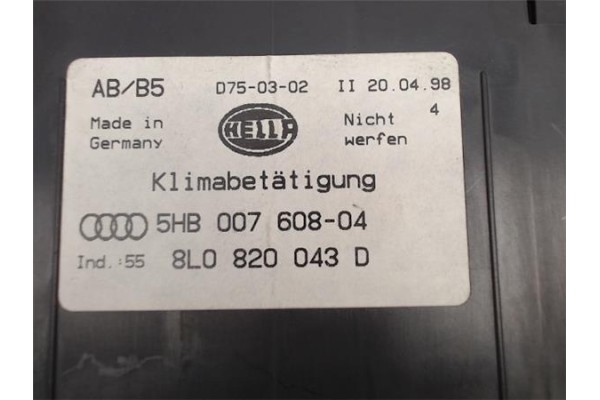 AB/B5 D75-03-02 II 20.04.98
4
Made in HELLA Nicht
Germany werfen
Klimabetätigung
5HB 007 608-04
Ind.:55 8L0 820 043 D